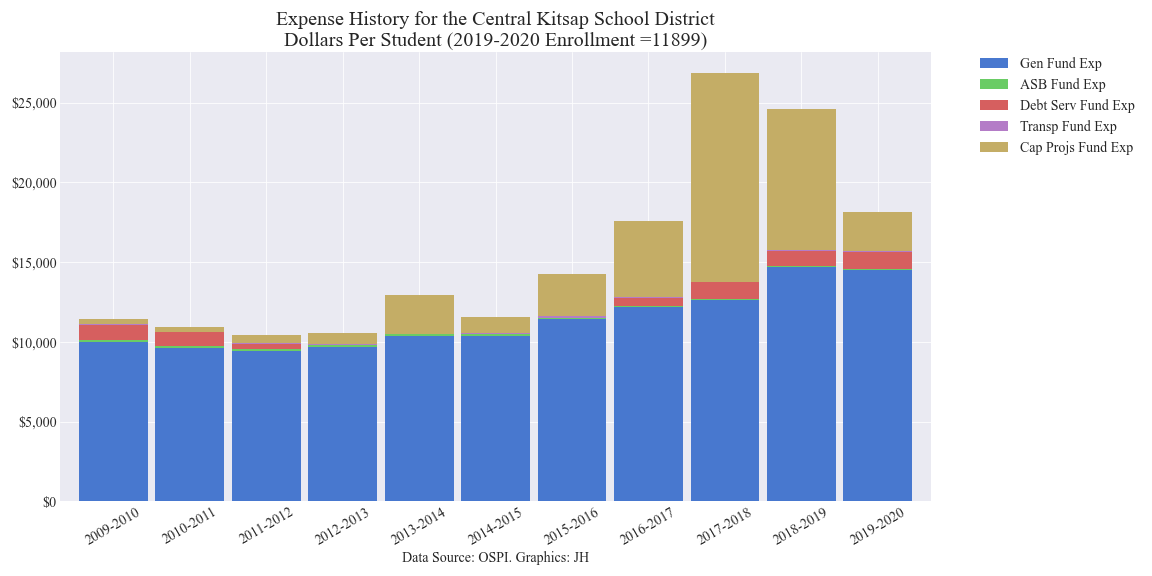 Expense History for the Central Kitsap School District
Dollars Per Student (2019-2020 Enrollment =11899)
Gen Fund Exp
ASB Fund Exp
Debt Serv Fund Exp
Transp Fund Exp
Cap Projs Fund Exp
$25,000
$20,000
$15,000
$10,000
$5,000
$0
2009-2010
2010-2011
2011-2012
2012-2013
2013-2014
2014-2015
2015-2016
2016-2017
2017-2018
2018-2019
2019-2020
Data Source: OSPI. Graphics: JH